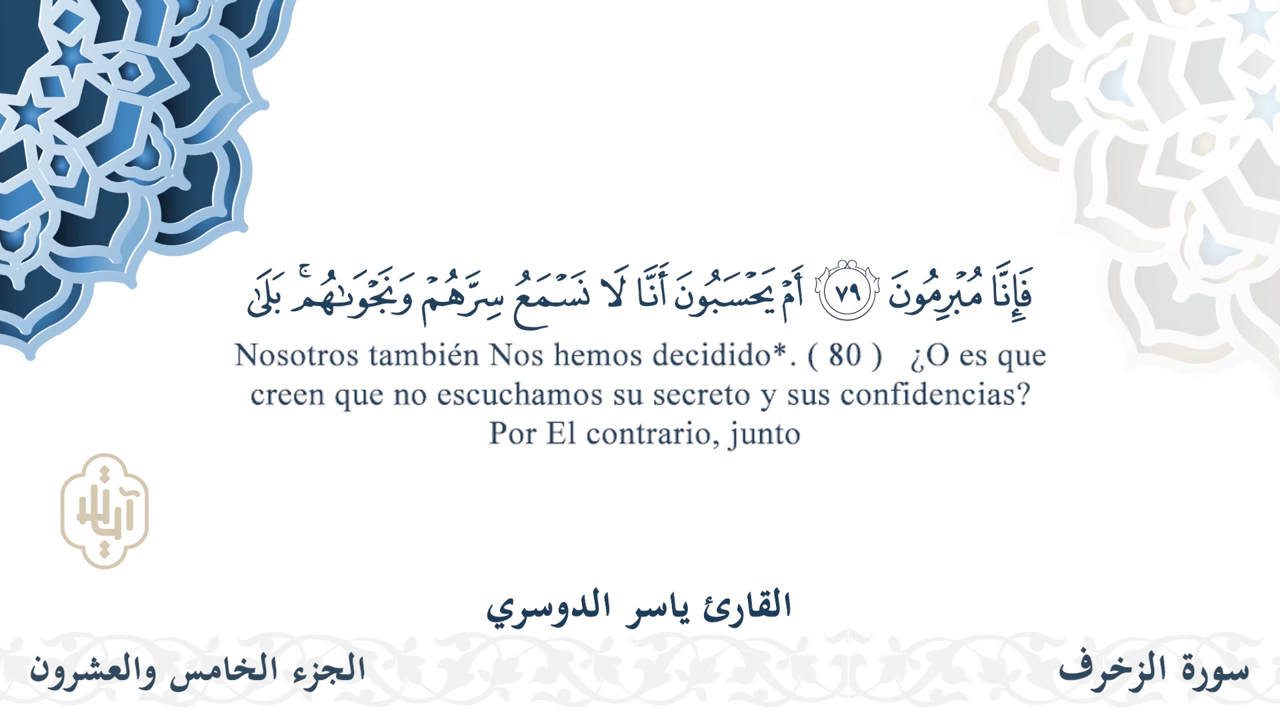 فَإِنَّا مُبْرِمُونَ ٧٩ أَمْ يَحْسَبُونَ أَنَّا لَا نَسْمَعُ سِرَّهُمْ وَنَجْوَىٰهُم ۚ بَلَىٰ
Nosotros también Nos hemos decidido*. ( 80 ) ¿O es que
creen que no escuchamos su secreto y sus confidencias?
Por El contrario, junto
القارئ ياسر الدوسري
سورة الزخرف
الجزء الخامس والعشرون